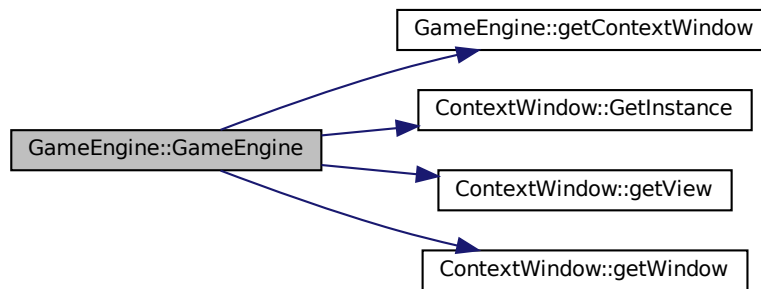 GameEngine::getContextWindow
ContextWindow::GetInstance
GameEngine::GameEngine
ContextWindow::getView
ContextWindow::getWindow